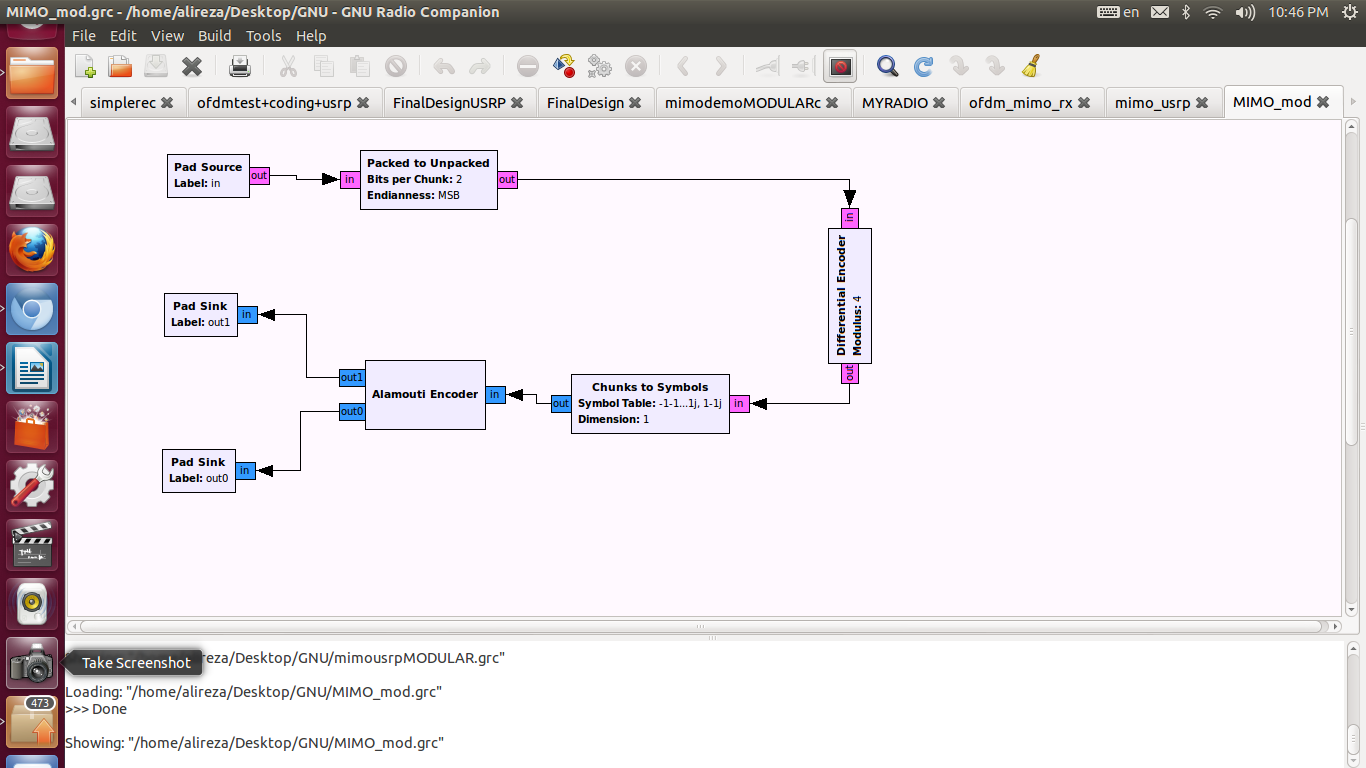 MIMO_mod.grc - /home/alireza/Desktop/GNU - GNU Radio Companion
en
10:46 PM
File Edit View Build Tools Help
simplerec
ofdmtest+coding+usrp
FinalDesignUSRP
FinalDesign
mimodemoMODULARc
MYRADIO
ofdm_mimo_rx
mimo_usrp
MIMO_mod
Pad Source
Label: in
out
in
Packed to Unpacked
Bits per Chunk: 2
Endianness: MSB
out
in
Differential Encoder
Modulus: 4
out
Pad Sink
Label: out1
in
out1
out0
Alamouti Encoder
in
out
Chunks to Symbols
Symbol Table: -1-1...1j, 1-1j
Dimension: 1
in
Pad Sink
Label: out0
in
Take Screenshot
reza/Desktop/GNU/mimousrpMODULAR.grc"
Loading: "/home/alireza/Desktop/GNU/MIMO_mod.grc"
>>> Done
Showing: "/home/alireza/Desktop/GNU/MIMO_mod.grc"
473